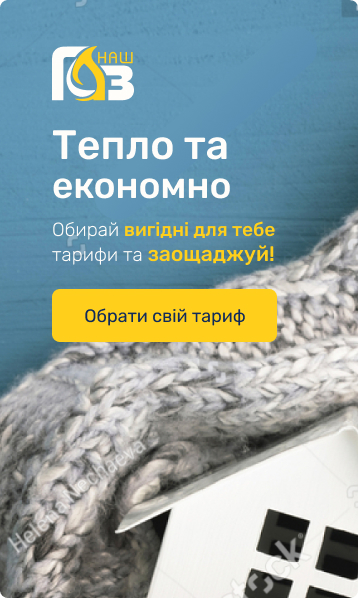 НАШ
ГАЗ
Тепло та
економно
Обирай вигідні для тебе
тарифи та заощаджуй!
Обрати свій тариф